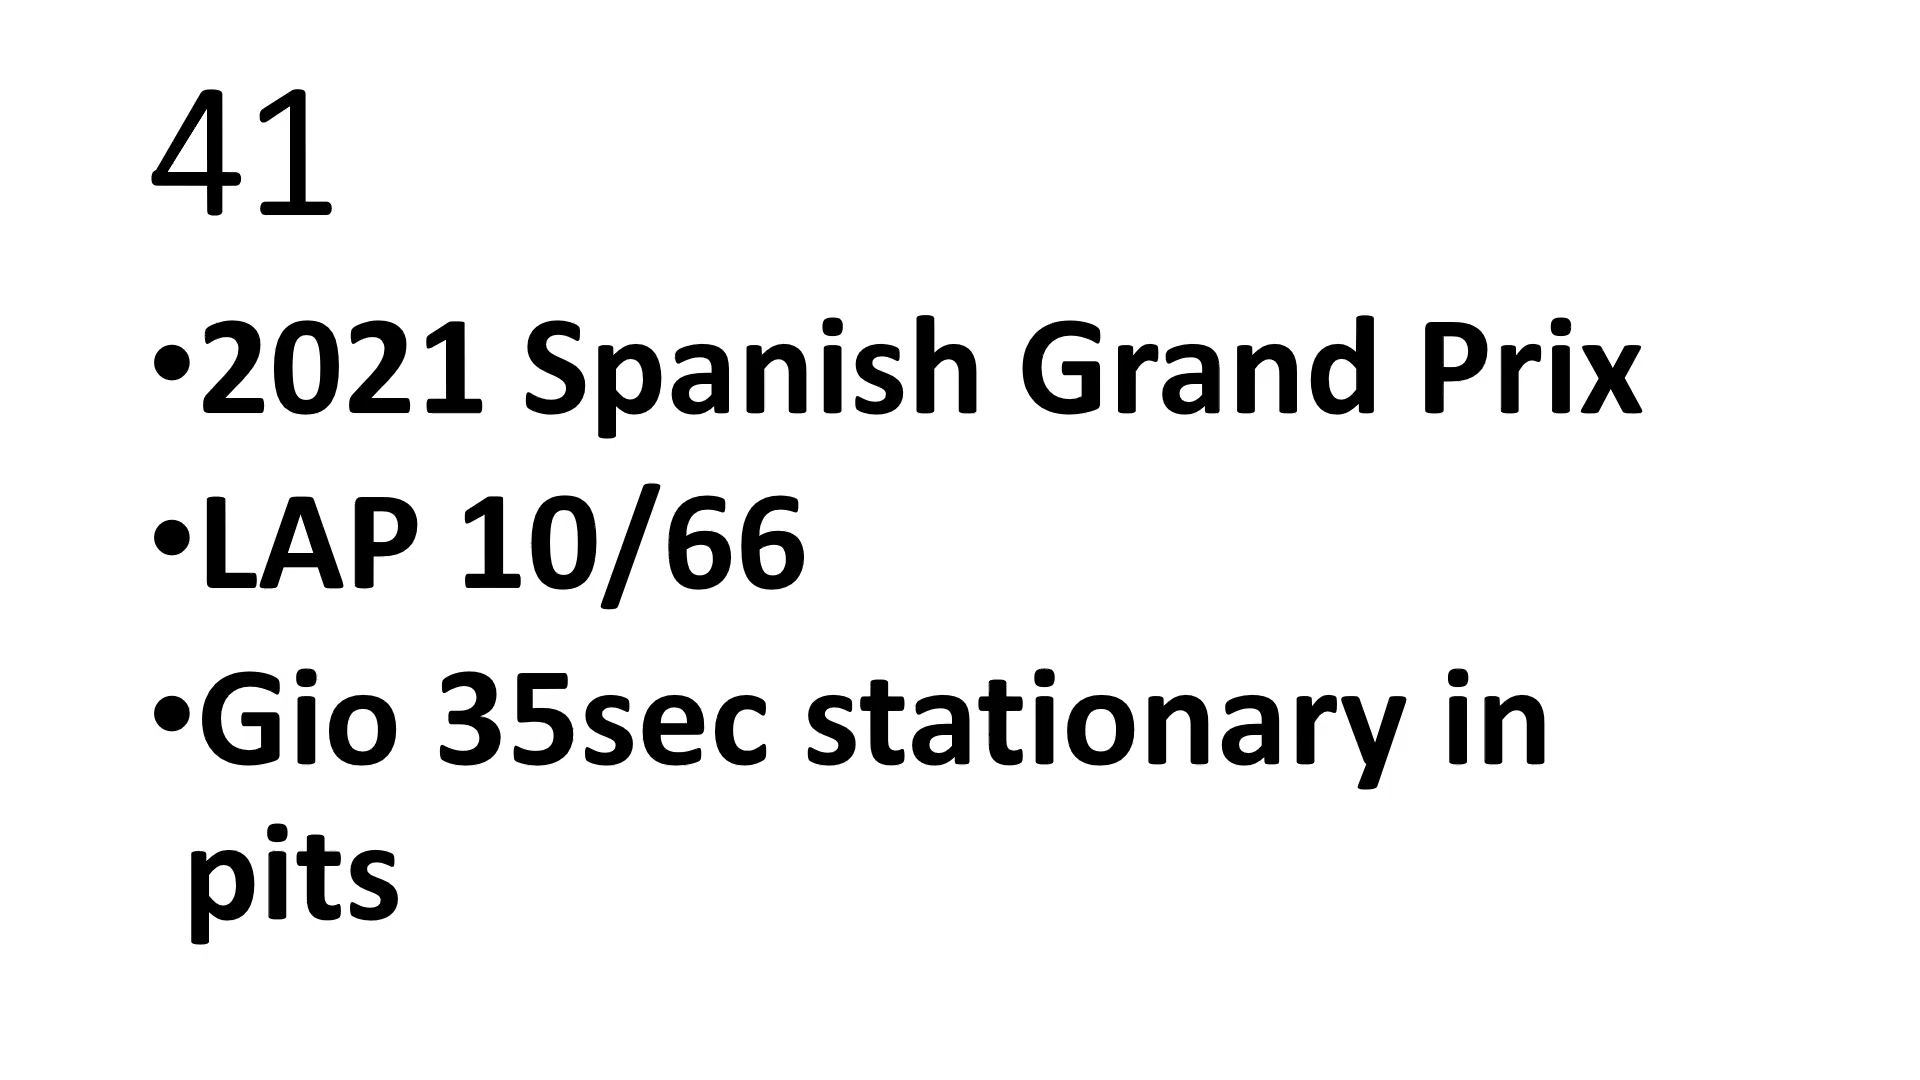 41
•2021 Spanish Grand Prix
•LAP 10/66
•Gio 35sec stationary in
pits